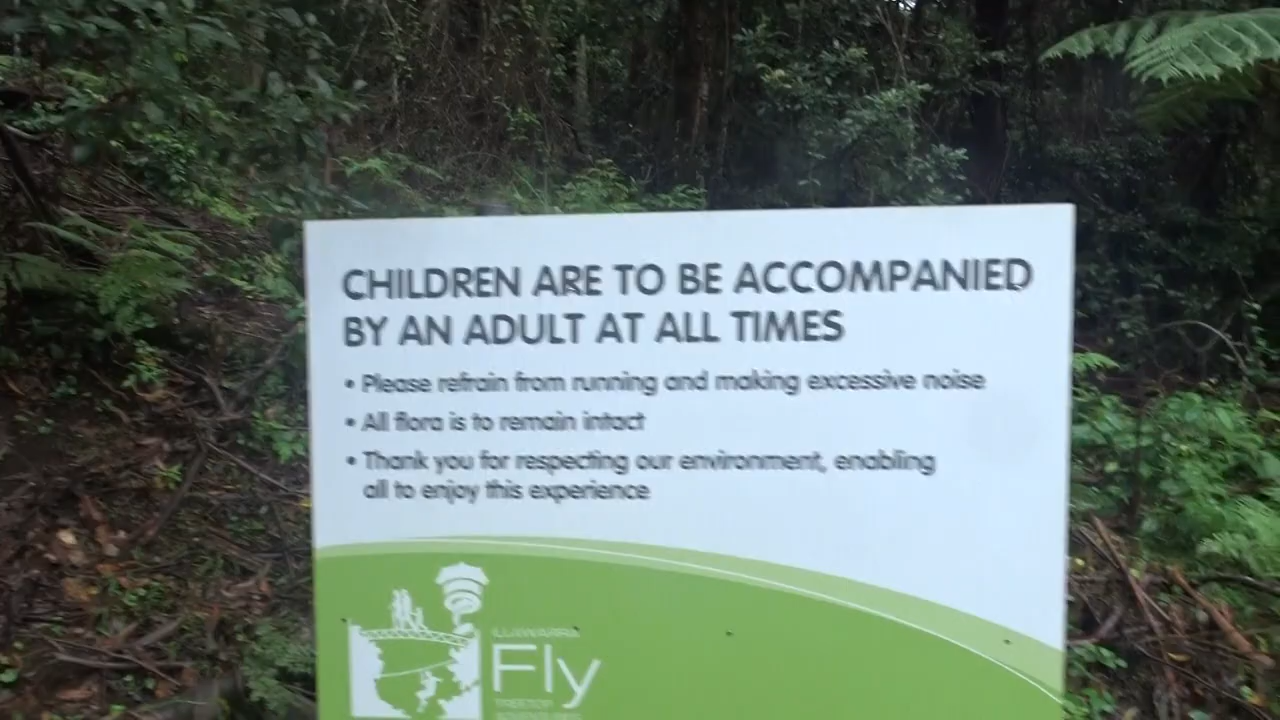 CHILDREN ARE TO BE ACCOMPANIED
BY AN ADULT AT ALL TIMES
• Please refrain from running and making excessive noise
• All flora is to remain intact
• Thank you for respecting our environment, enabling
all to enjoy this experience
ILLAWARRA
Fly
TREETOP